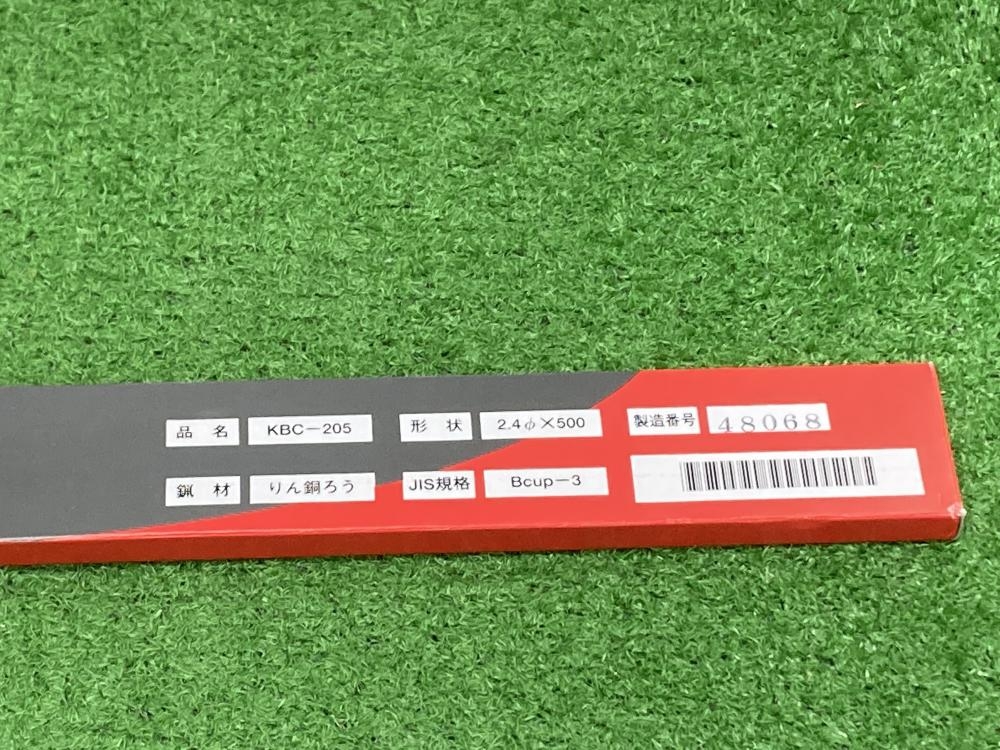 品 名 KBC-205 形 状 2.4φ×500 製造番号 48068
鑞 材 りん銅ろう JIS規格 Bcup-3